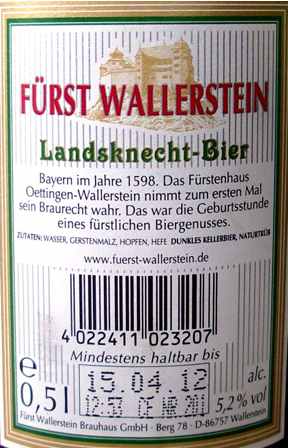 FÜRST WALLERSTEIN
Landsknecht-Bier
Bayern im Jahre 1598. Das Fürstenhaus
Oettingen-Wallerstein nimmt zum ersten Mal
sein Braurecht wahr. Das war die Geburtsstunde
eines fürstlichen Biergenusses.
ZUTATEN: WASSER, GERSTENMALZ, HOPFEN, HEFE DUNKLES KELLERBIER, NATURTRÜB
www.fuerst-wallerstein.de
4 022411 023207
Mindestens haltbar bis
e 15.04.12 alc.
0,5l 12:53 5,2% vol
Fürst Wallerstein Brauhaus GmbH · Berg 78 · D-86757 Wallerstein